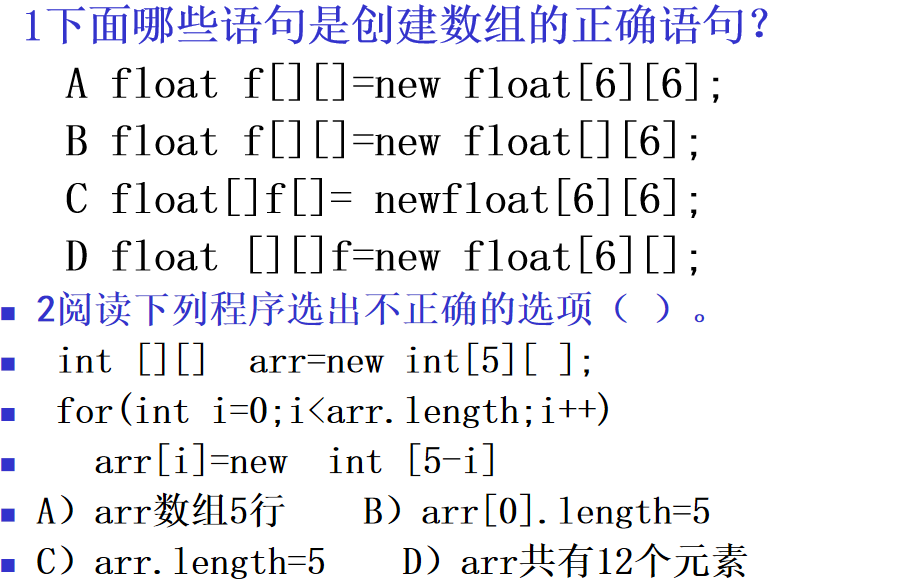 1下面哪些语句是创建数组的正确语句?
A float f[][]=new float[6][6];
B float f[][]=new float[][6];
C float[]f[]= newfloat[6][6];
D float [][]f=new float[6][];
2阅读下列程序选出不正确的选项（ ）。
int [][] arr=new int[5][ ];
for(int i=0;i<arr.length;i++)
arr[i]=new int [5-i]
A）arr数组5行 B）arr[0].length=5
C）arr.length=5 D）arr共有12个元素